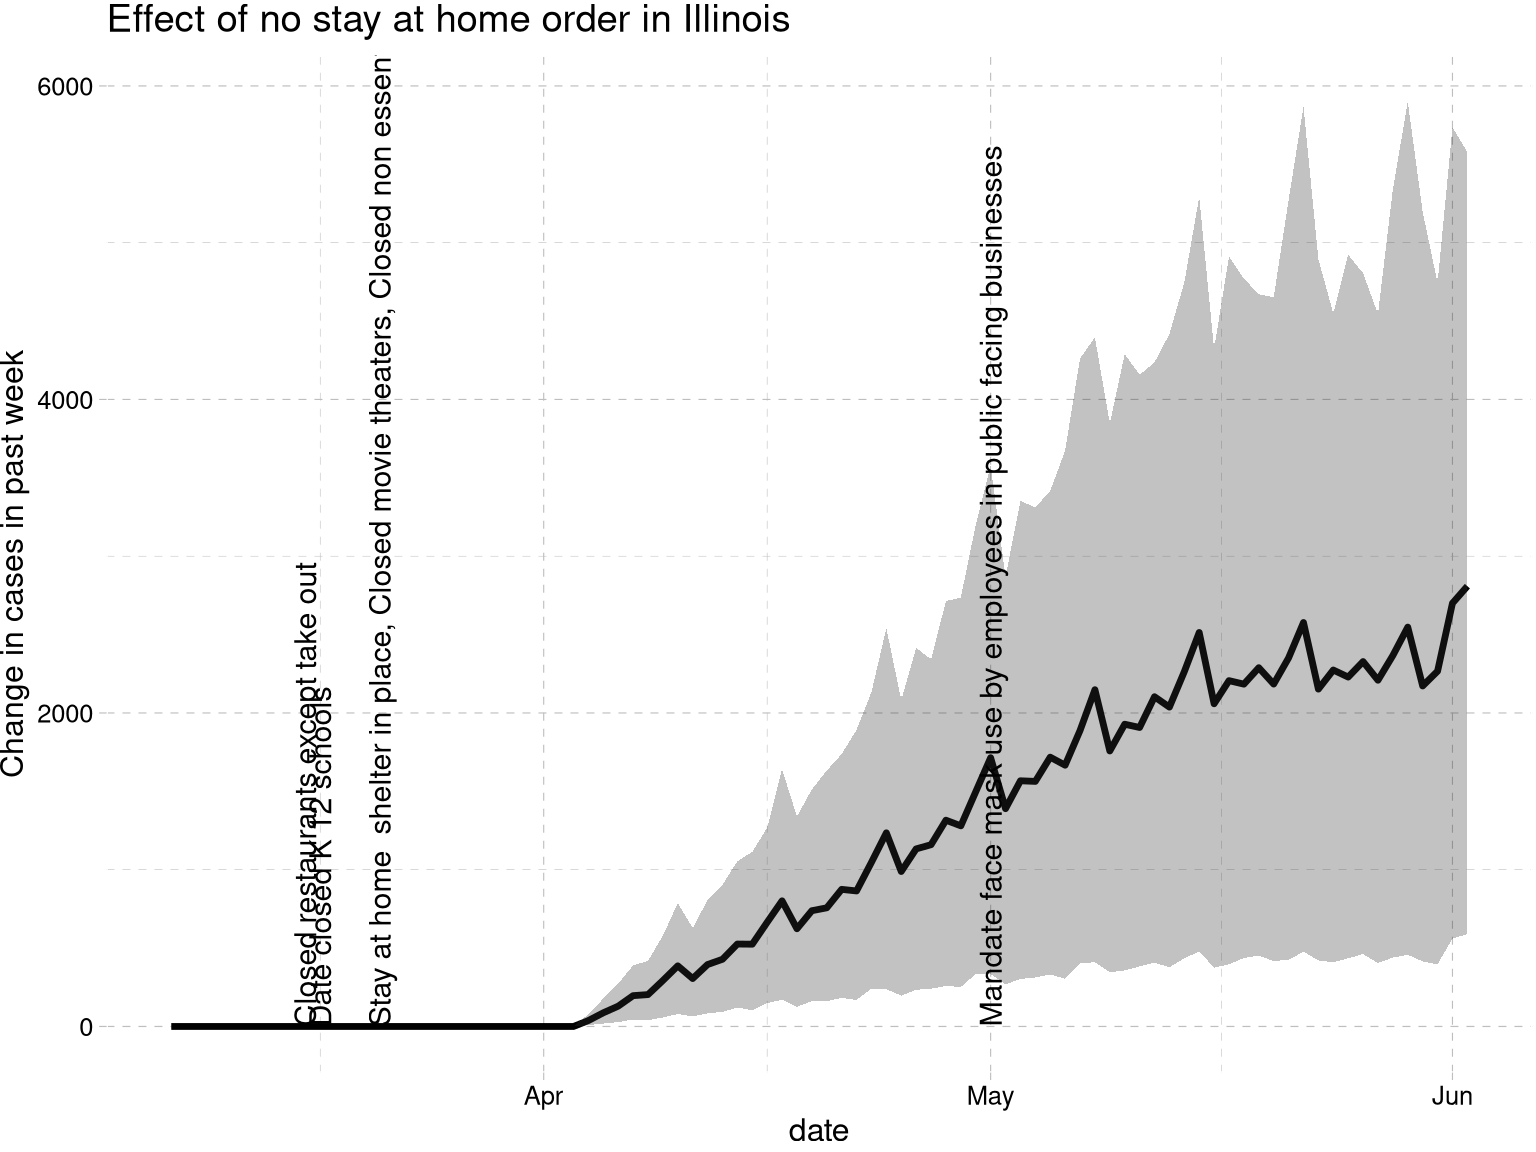 Effect of no stay at home order in Illinois
Change in cases in past week
6000
4000
2000
0
Closed restaurants except take out
Date closed K 12 schools
Stay at home  shelter in place, Closed movie theaters, Closed non essen
Mandate face mask use by employees in public facing businesses
Apr
May
Jun
date